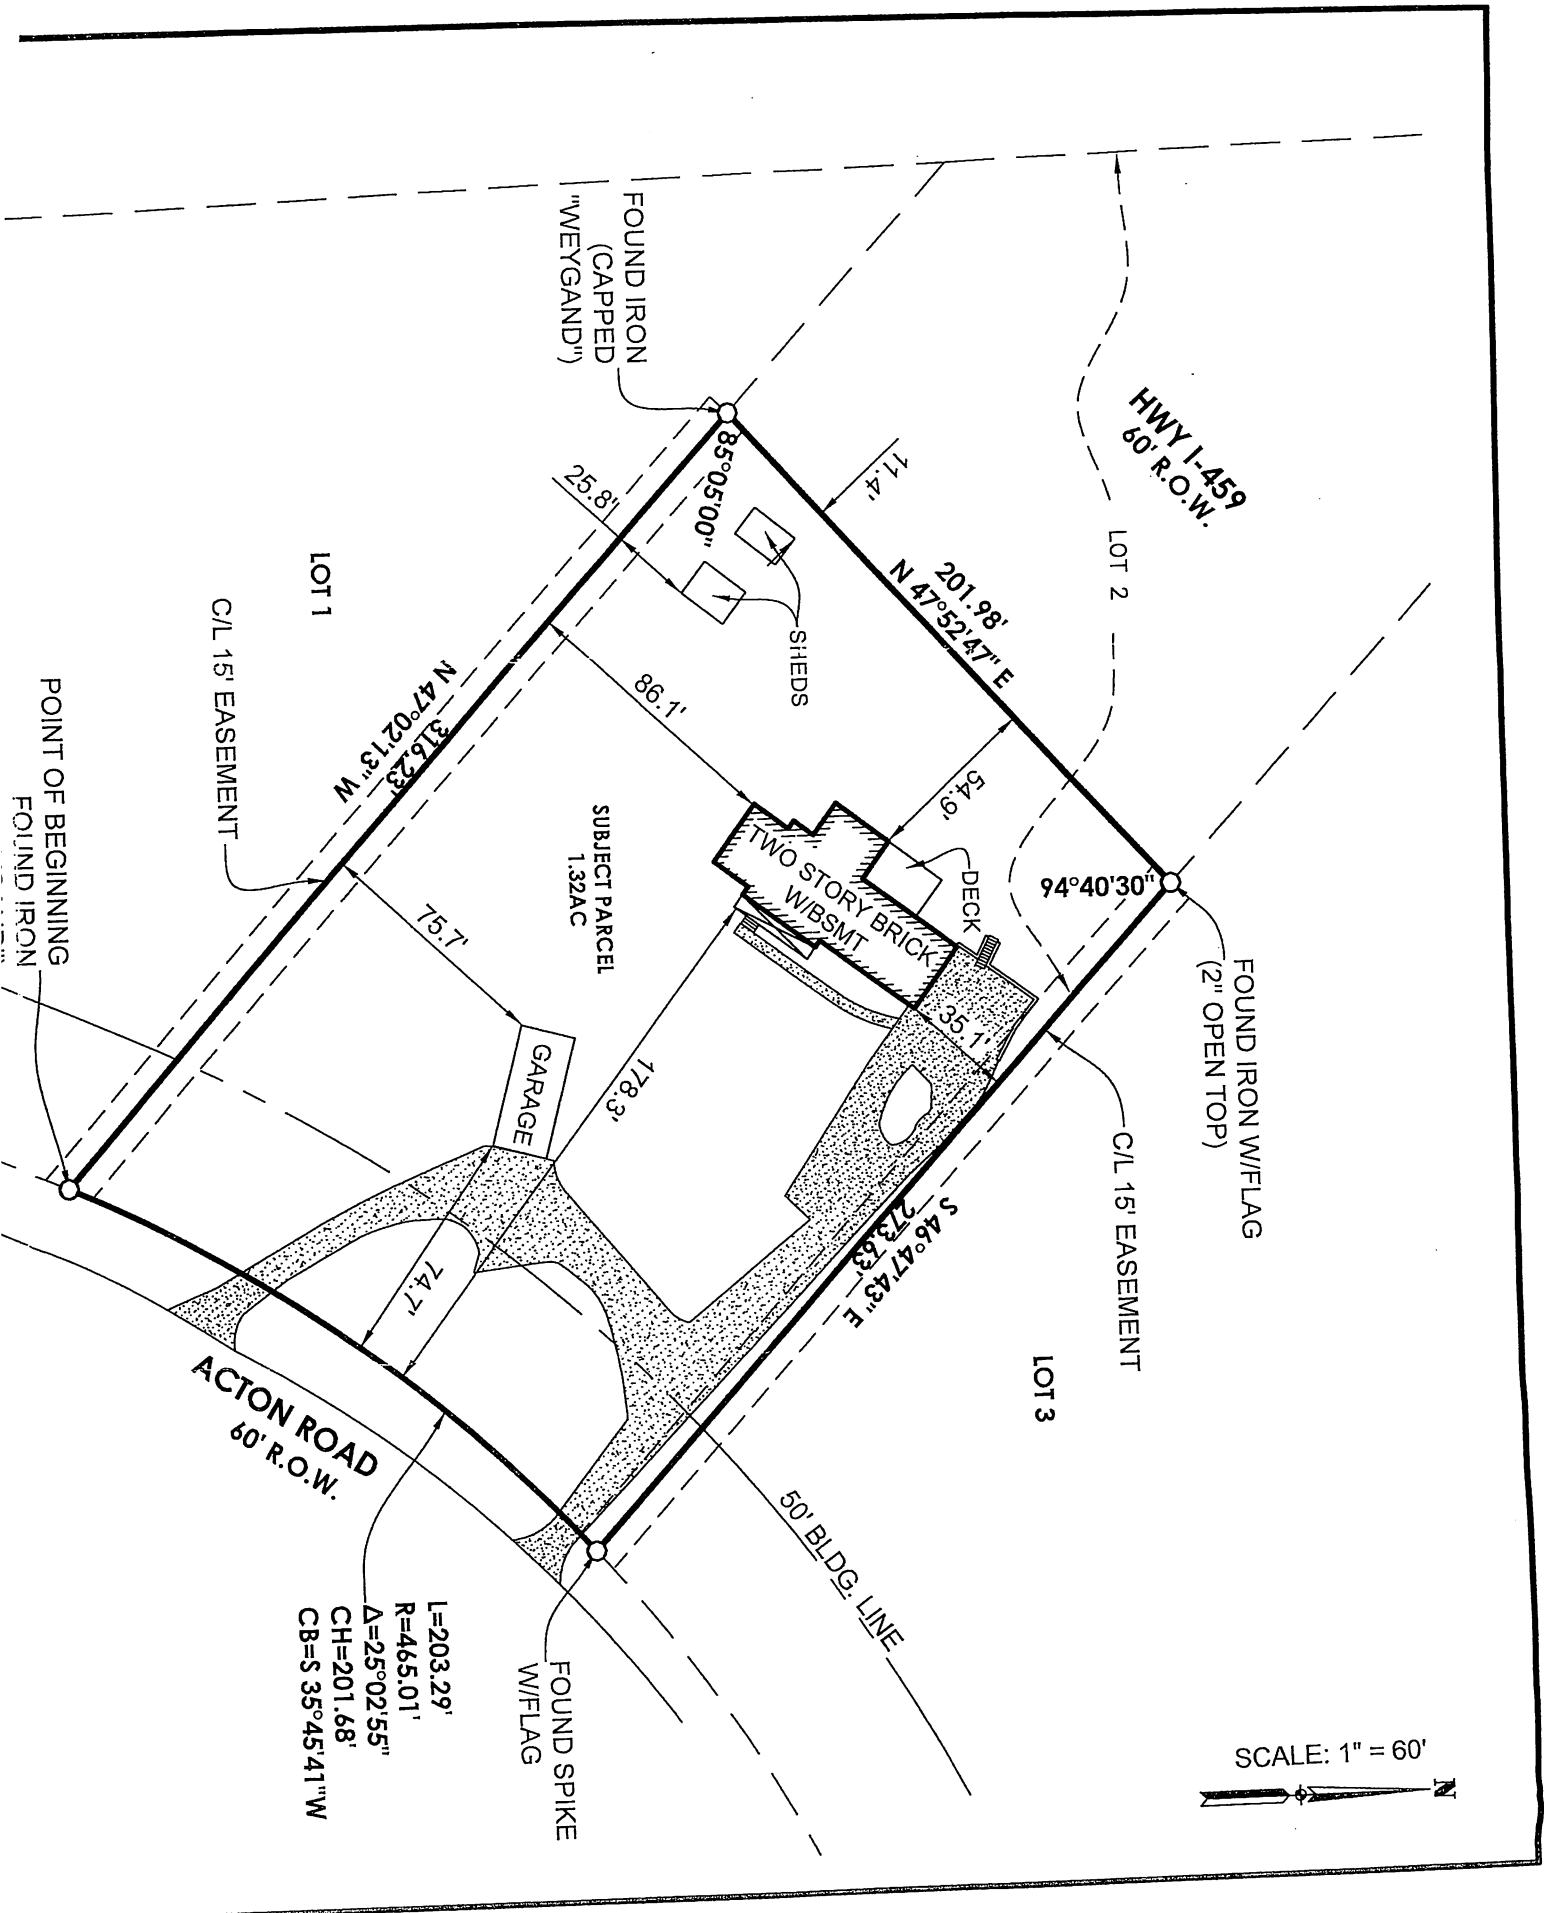 HWY I-459
60' R.O.W.
LOT 2
FOUND IRON
(CAPPED
"WEYGAND")
85°05'00"
11.4'
25.8'
201.98'
N 47°52'47" E
SHEDS
LOT 1
C/L 15' EASEMENT
N 47°02'13" W
316.23'
86.1'
54.9'
94°40'30"
FOUND IRON W/FLAG
(2" OPEN TOP)
SUBJECT PARCEL
1.32AC
TWO STORY BRICK
W/BSMT
DECK
35.1'
POINT OF BEGINNING
FOUND IRON
75.7'
GARAGE
178.3'
C/L 15' EASEMENT
S 46°47'43" E
273.63'
LOT 3
74.7'
ACTON ROAD
60' R.O.W.
50' BLDG. LINE
L=203.29'
R=465.01'
Δ=25°02'55"
CH=201.68'
CB=S 35°45'41"W
FOUND SPIKE
W/FLAG
SCALE: 1" = 60'
N